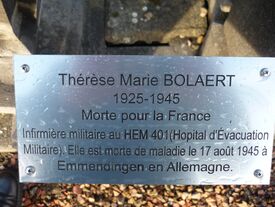 Thérèse Marie BOLAERT
1925-1945
Morte pour la France
Infirmière militaire au HEM 401(Hopital d'Évacuation
Militaire). Elle est morte de maladie le 17 août 1945 à
Emmendingen en Allemagne.